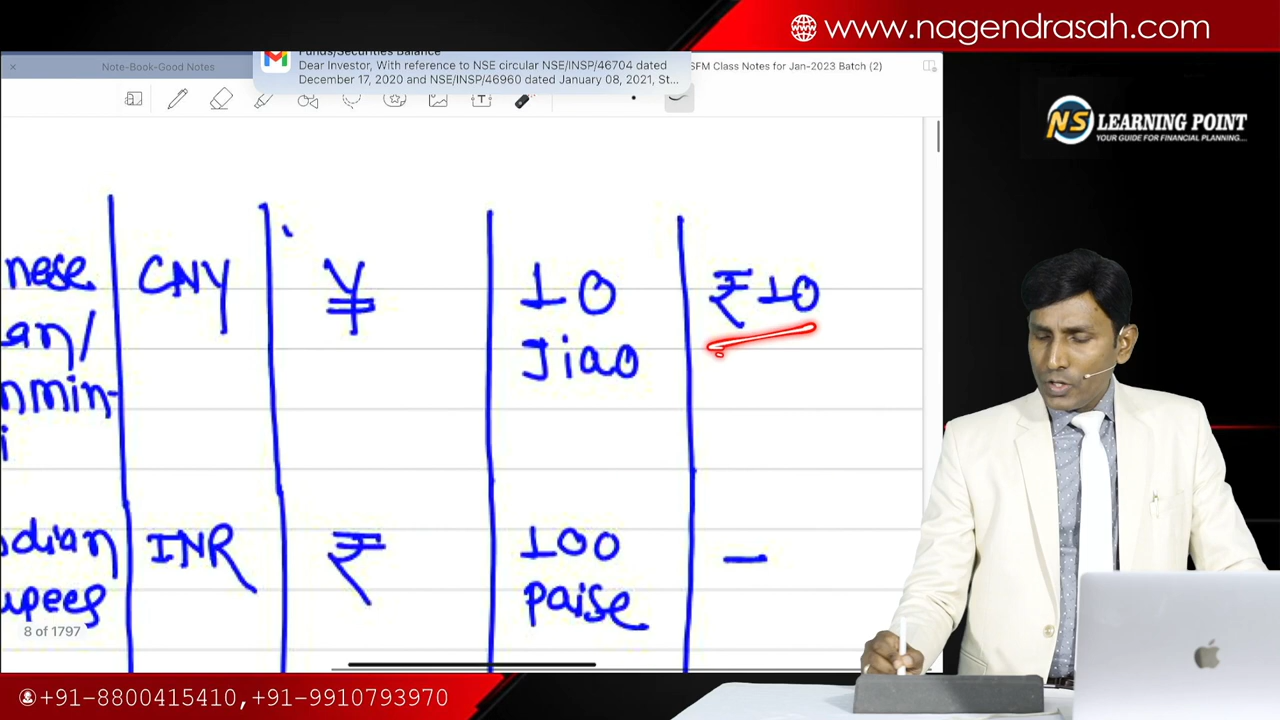 www.nagendrasah.com
Funds/Securities Balance
Dear Investor, With reference to NSE circular NSE/INSP/46704 dated
December 17, 2020 and NSE/INSP/46960 dated January 08, 2021, St...
× Note-Book-Good Notes
SFM Class Notes for Jan-2023 Batch (2)
NS LEARNING POINT
YOUR GUIDE FOR FINANCIAL PLANNING....
nese CNY ¥ 10 ₹10
an/ Jiao
nmin-
i
dian INR ₹ 100 -
upees paise
8 of 1797
+91-8800415410,+91-9910793970